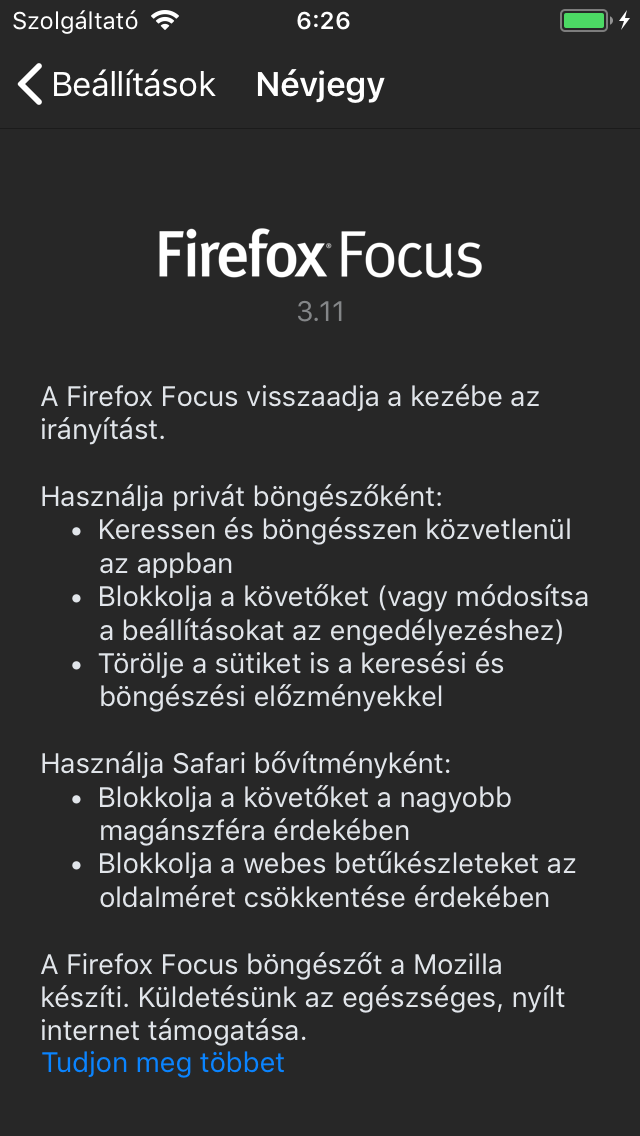 Szolgáltató 6:26
Beállítások Névjegy
Firefox Focus
3.11
A Firefox Focus visszaadja a kezébe az
irányítást.
Használja privát böngészőként:
• Keressen és böngésszen közvetlenül
az appban
• Blokkolja a követőket (vagy módosítsa
a beállításokat az engedélyezéshez)
• Törölje a sütiket is a keresési és
böngészési előzményekkel
Használja Safari bővítményként:
• Blokkolja a követőket a nagyobb
magánszféra érdekében
• Blokkolja a webes betűkészleteket az
oldalméret csökkentése érdekében
A Firefox Focus böngészőt a Mozilla
készíti. Küldetésünk az egészséges, nyílt
internet támogatása.
Tudjon meg többet